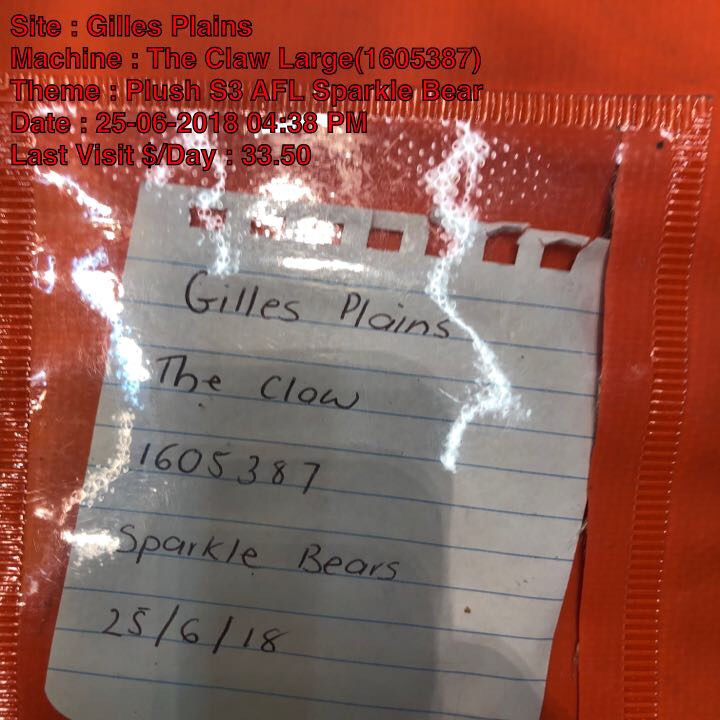 Site : Gilles Plains
Machine : The Claw Large(1605387)
Theme : Plush S3 AFL Sparkle Bear
Date : 25-06-2018 04:38 PM
Last Visit $/Day : 33.50
Gilles Plains
The Claw
1605387
Sparkle Bears
25/6/18